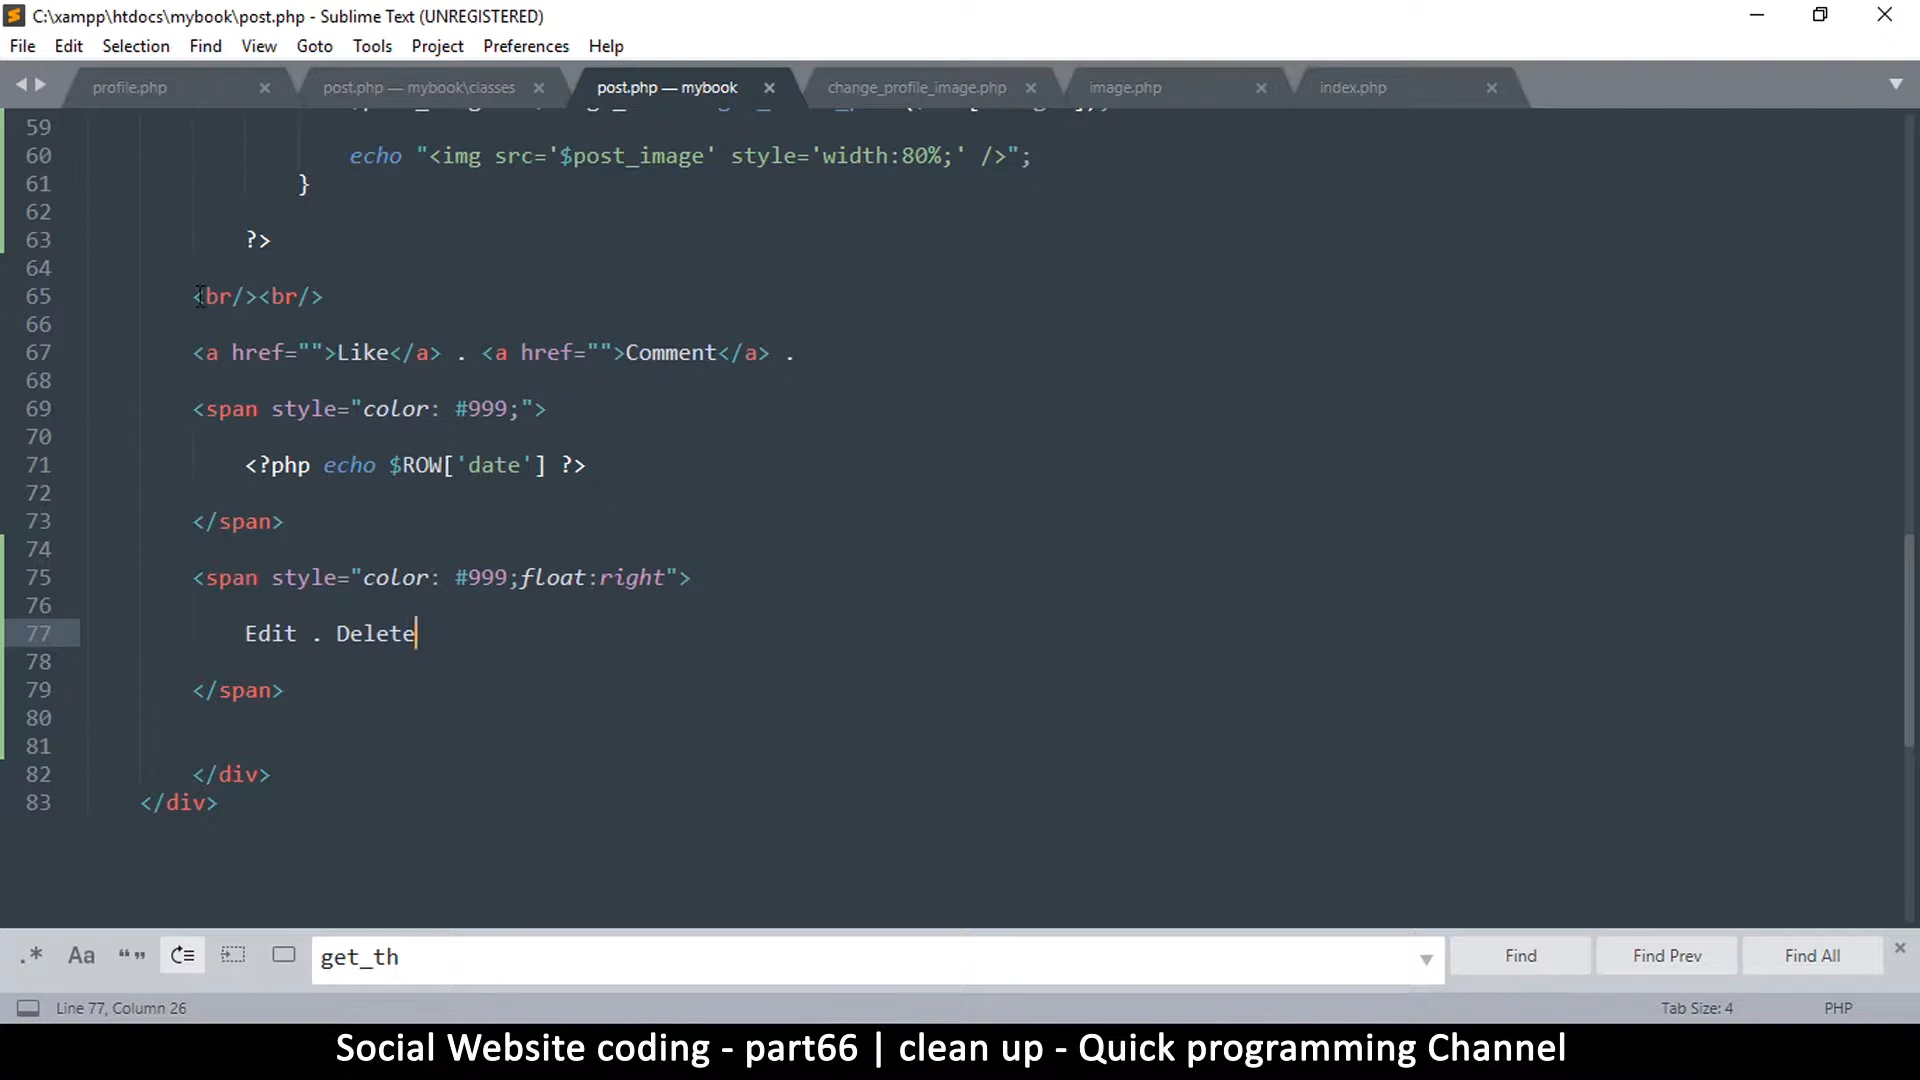 C:\xampp\htdocs\mybook\post.php - Sublime Text (UNREGISTERED)
File Edit Selection Find View Goto Tools Project Preferences Help
profile.php post.php — mybook\classes post.php — mybook change_profile_image.php image.php index.php
59
60 echo "<img src='$post_image' style='width:80%;' />";
61 }
62
63 ?>
64
65 <br/><br/>
66
67 <a href="">Like</a> . <a href="">Comment</a> .
68
69 <span style="color: #999;">
70
71 <?php echo $ROW['date'] ?>
72
73 </span>
74
75 <span style="color: #999;float:right">
76
77 Edit . Delete
78
79 </span>
80
81
82 </div>
83 </div>
.* Aa “” get_th Find Find Prev Find All
Line 77, Column 26 Tab Size: 4 PHP
Social Website coding - part66 | clean up - Quick programming Channel